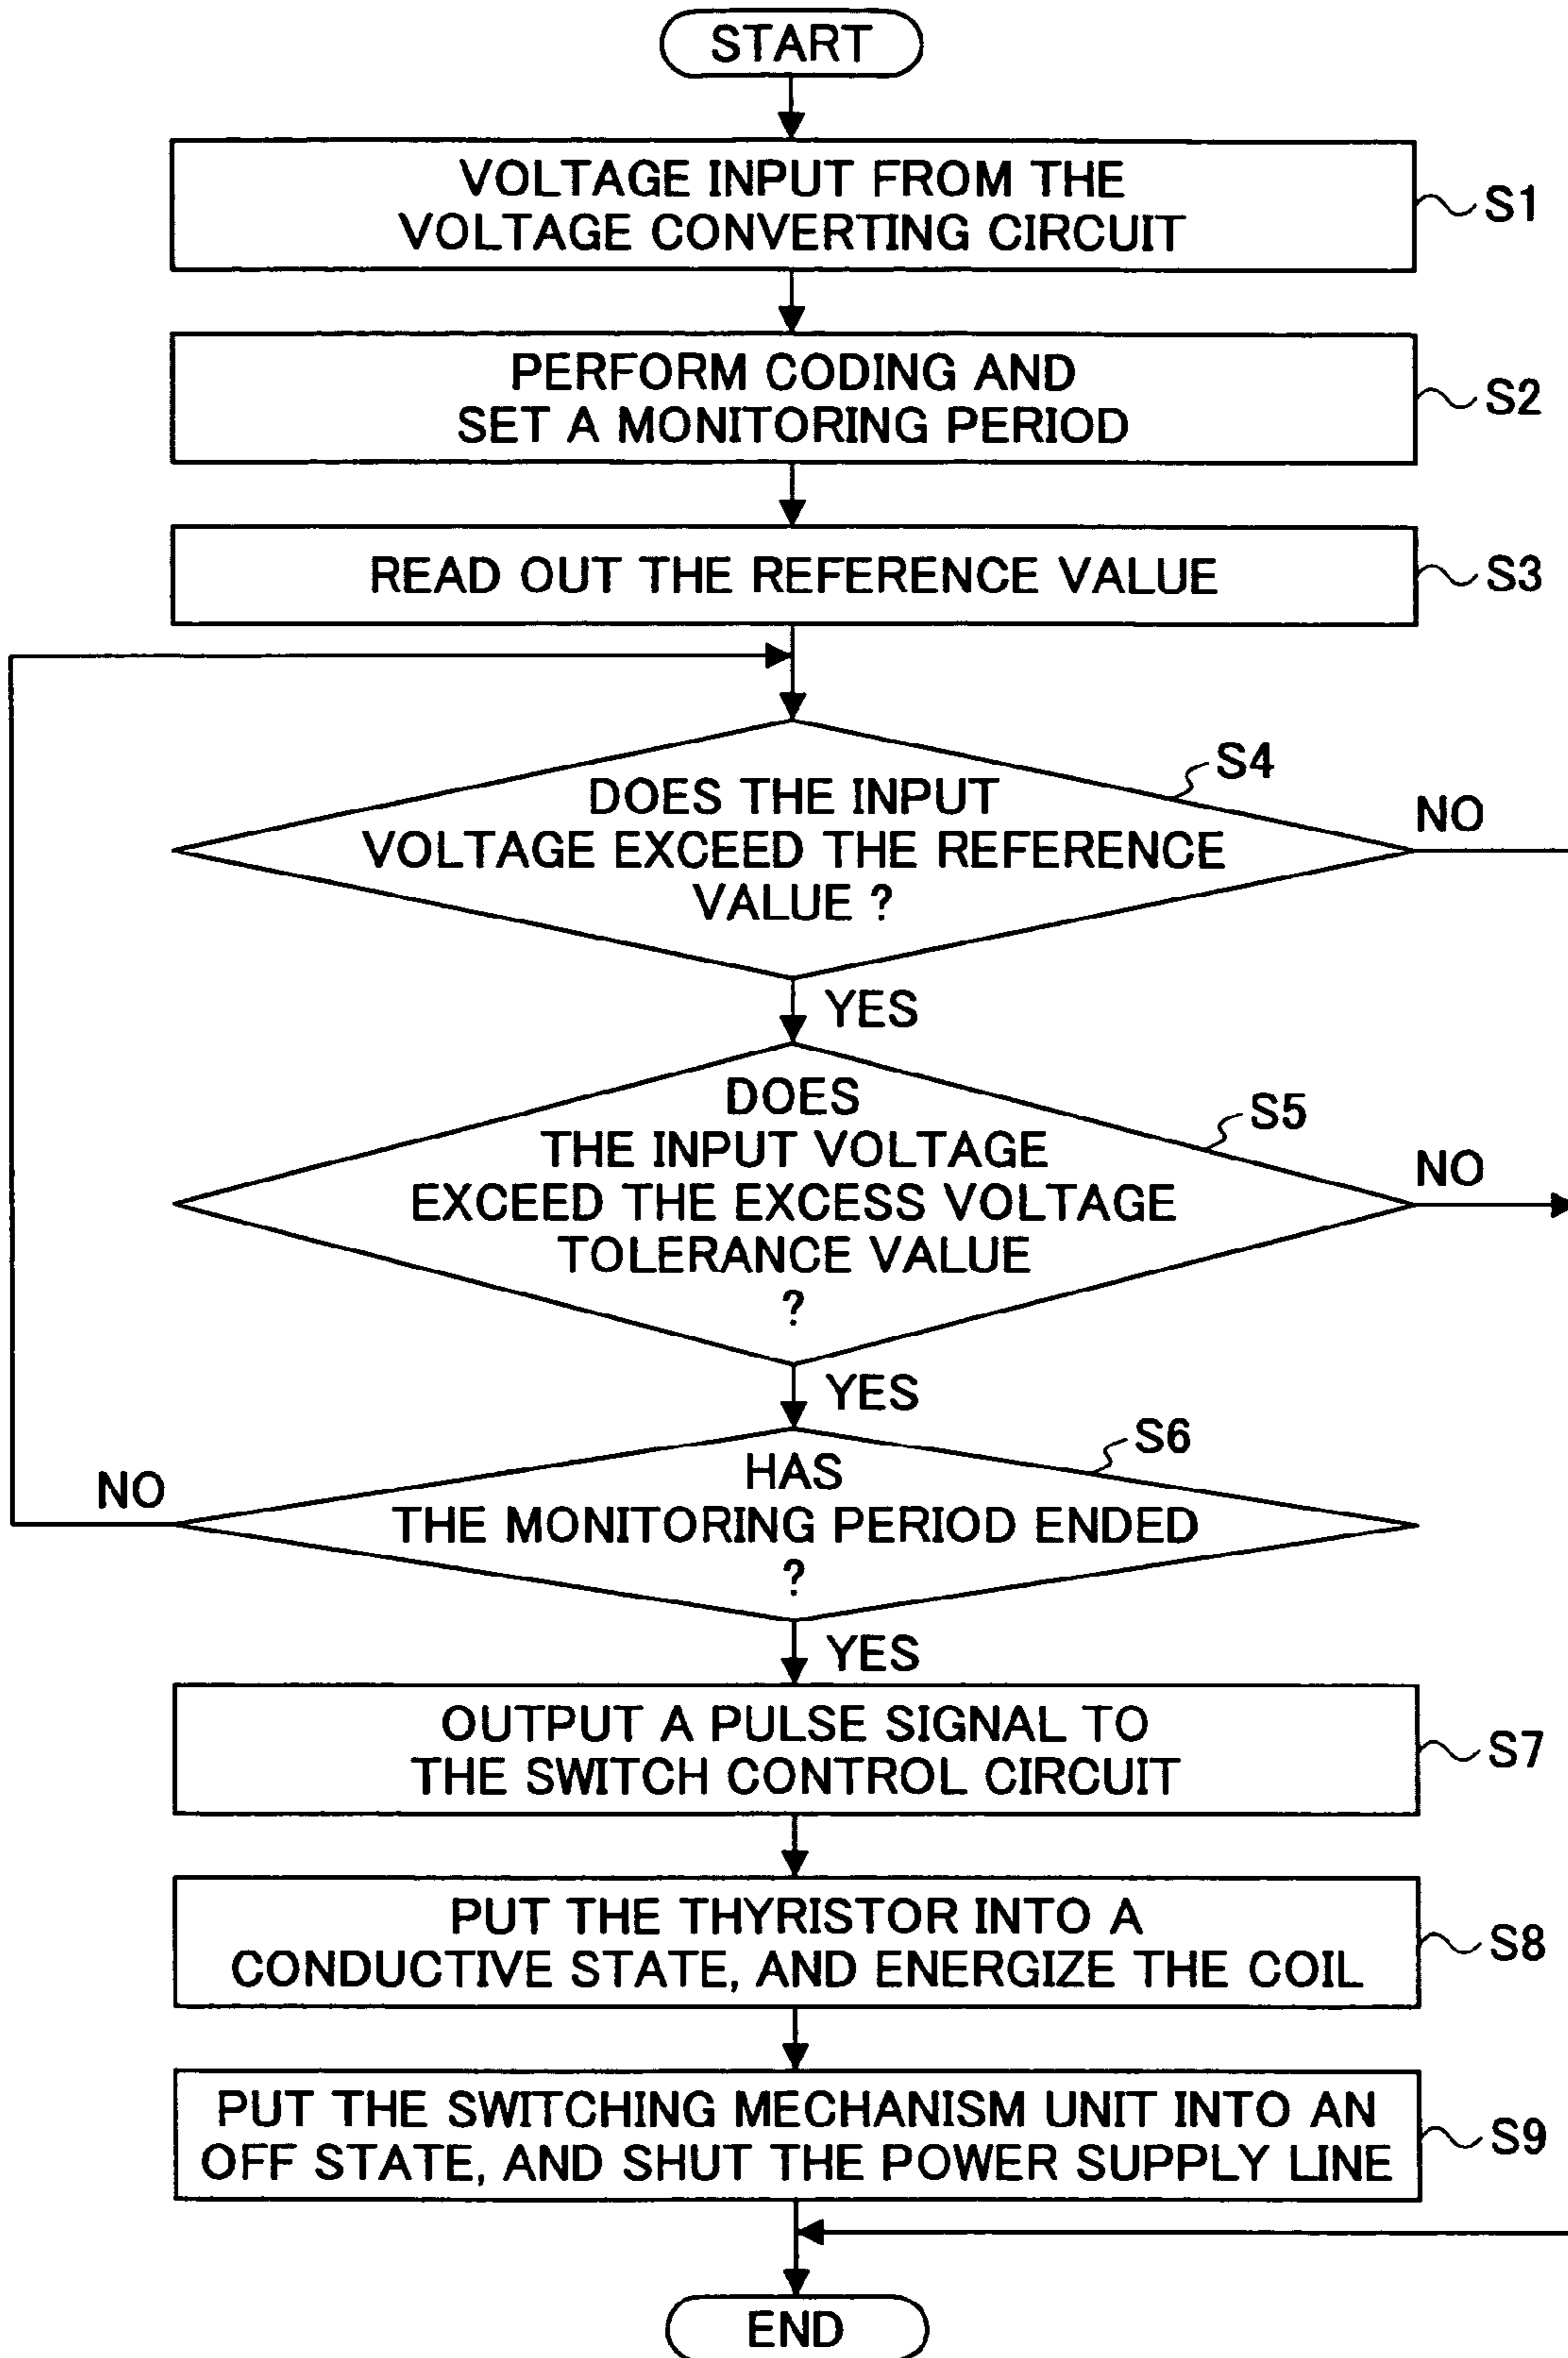 START
VOLTAGE INPUT FROM THE
VOLTAGE CONVERTING CIRCUIT
S1
PERFORM CODING AND
SET A MONITORING PERIOD
S2
READ OUT THE REFERENCE VALUE
S3
S4
DOES THE INPUT
VOLTAGE EXCEED THE REFERENCE
VALUE ?
NO
YES
S5
DOES
THE INPUT VOLTAGE
EXCEED THE EXCESS VOLTAGE
TOLERANCE VALUE
?
NO
YES
S6
HAS
THE MONITORING PERIOD ENDED
?
NO
YES
OUTPUT A PULSE SIGNAL TO
THE SWITCH CONTROL CIRCUIT
S7
PUT THE THYRISTOR INTO A
CONDUCTIVE STATE, AND ENERGIZE THE COIL
S8
PUT THE SWITCHING MECHANISM UNIT INTO AN
OFF STATE, AND SHUT THE POWER SUPPLY LINE
S9
END